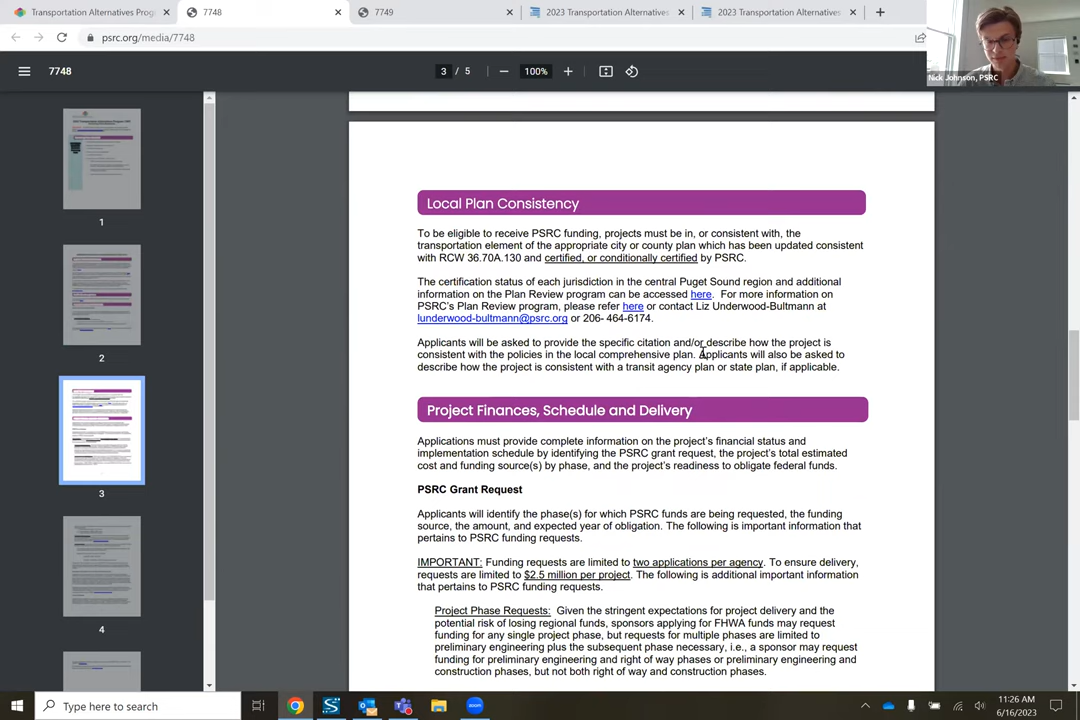 Transportation Alternatives Prog
7748
7749
2023 Transportation Alternatives
2023 Transportation Alternatives
psrc.org/media/7748
Nick Johnson, PSRC
7748
3 / 5
100%
1
2
3
4
Local Plan Consistency
To be eligible to receive PSRC funding, projects must be in, or consistent with, the
transportation element of the appropriate city or county plan which has been updated consistent
with RCW 36.70A.130 and certified, or conditionally certified by PSRC.
The certification status of each jurisdiction in the central Puget Sound region and additional
information on the Plan Review program can be accessed here. For more information on
PSRC's Plan Review program, please refer here or contact Liz Underwood-Bultmann at
lunderwood-bultmann@psrc.org or 206- 464-6174.
Applicants will be asked to provide the specific citation and/or describe how the project is
consistent with the policies in the local comprehensive plan. Applicants will also be asked to
describe how the project is consistent with a transit agency plan or state plan, if applicable.
Project Finances, Schedule and Delivery
Applications must provide complete information on the project's financial status and
implementation schedule by identifying the PSRC grant request, the project's total estimated
cost and funding source(s) by phase, and the project's readiness to obligate federal funds.
PSRC Grant Request
Applicants will identify the phase(s) for which PSRC funds are being requested, the funding
source, the amount, and expected year of obligation. The following is important information that
pertains to PSRC funding requests.
IMPORTANT: Funding requests are limited to two applications per agency. To ensure delivery,
requests are limited to $2.5 million per project. The following is additional important information
that pertains to PSRC funding requests.
Project Phase Requests: Given the stringent expectations for project delivery and the
potential risk of losing regional funds, sponsors applying for FHWA funds may request
funding for any single project phase, but requests for multiple phases are limited to
preliminary engineering plus the subsequent phase necessary, i.e., a sponsor may request
funding for preliminary engineering and right of way phases or preliminary engineering and
construction phases, but not both right of way and construction phases.
Type here to search
11:26 AM
6/16/2023